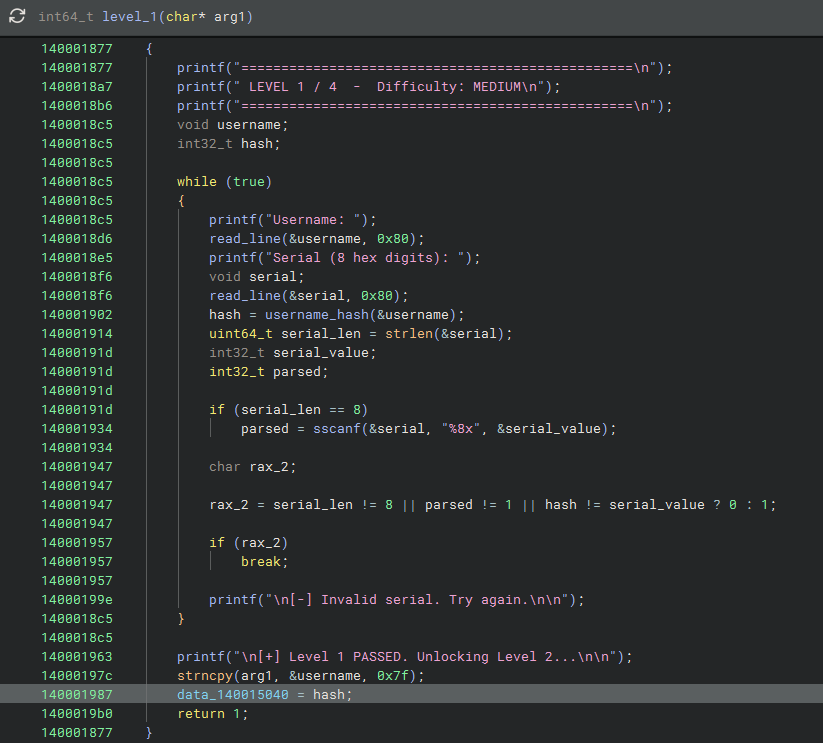 int64_t level_1(char* arg1)
140001877 {
140001877 printf("=================================================\n");
1400018a7 printf(" LEVEL 1 / 4  -  Difficulty: MEDIUM\n");
1400018b6 printf("=================================================\n");
1400018c5 void username;
1400018c5 int32_t hash;
1400018c5
1400018c5 while (true)
1400018c5 {
1400018c5 printf("Username: ");
1400018d6 read_line(&username, 0x80);
1400018e5 printf("Serial (8 hex digits): ");
1400018f6 void serial;
1400018f6 read_line(&serial, 0x80);
140001902 hash = username_hash(&username);
140001914 uint64_t serial_len = strlen(&serial);
14000191d int32_t serial_value;
14000191d int32_t parsed;
14000191d
14000191d if (serial_len == 8)
140001934 parsed = sscanf(&serial, "%8x", &serial_value);
140001934
140001947 char rax_2;
140001947
140001947 rax_2 = serial_len != 8 || parsed != 1 || hash != serial_value ? 0 : 1;
140001947
140001957 if (rax_2)
140001957 break;
140001957
14000199e printf("\n[-] Invalid serial. Try again.\n\n");
1400018c5 }
1400018c5
140001963 printf("\n[+] Level 1 PASSED. Unlocking Level 2...\n\n");
14000197c strncpy(arg1, &username, 0x7f);
140001987 data_140015040 = hash;
1400019b0 return 1;
140001877 }